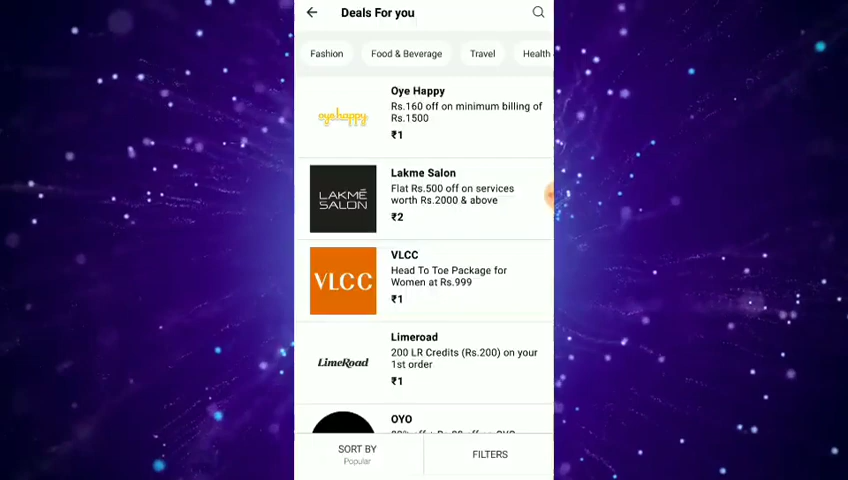 Deals For you
Fashion
Food & Beverage
Travel
Health
oye happy
Oye Happy
Rs.160 off on minimum billing of
Rs.1500
₹1
LAKMÉ
SALON
Lakme Salon
Flat Rs.500 off on services
worth Rs.2000 & above
₹2
VLCC
VLCC
Head To Toe Package for
Women at Rs.999
₹1
LimeRoad
Limeroad
200 LR Credits (Rs.200) on your
1st order
₹1
OYO
SORT BY
Popular
FILTERS